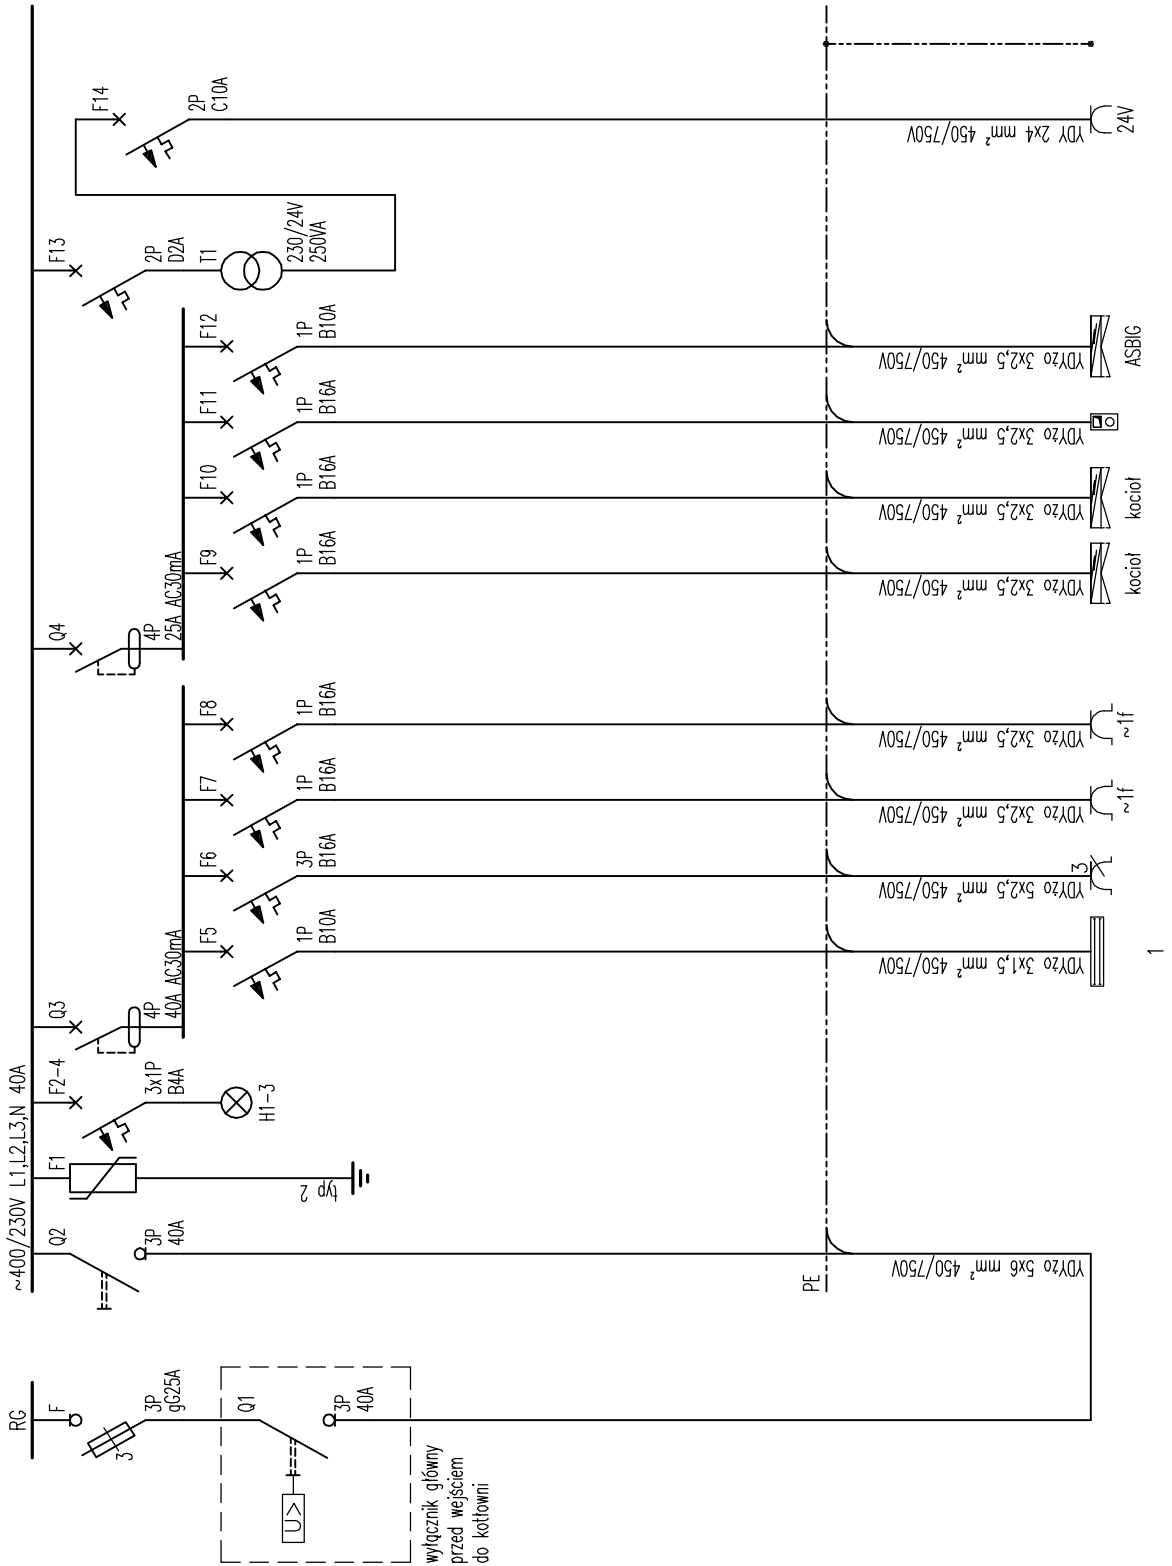 RG
F
3
3P
gG25A
Q1
U>
3P
40A
wyłącznik główny
przed wejściem
do kotłowni
~400/230V L1,L2,L3,N 40A
Q2
3P
40A
PE
YDYżo 5x6 mm² 450/750V
F1
typ 2
F2-4
3x1P
B4A
H1-3
Q3
4P
40A AC30mA
F5
1P
B10A
YDYżo 3x1,5 mm² 450/750V
1
F6
3P
B16A
YDYżo 5x2,5 mm² 450/750V
3
F7
1P
B16A
YDYżo 3x2,5 mm² 450/750V
~1f
F8
1P
B16A
YDYżo 3x2,5 mm² 450/750V
~1f
Q4
4P
25A AC30mA
F9
1P
B16A
YDYżo 3x2,5 mm² 450/750V
kocioł
F10
1P
B16A
YDYżo 3x2,5 mm² 450/750V
kocioł
F11
1P
B16A
YDYżo 3x2,5 mm² 450/750V
F12
1P
B10A
YDYżo 3x2,5 mm² 450/750V
ASBIG
F13
2P
D2A
T1
230/24V
250VA
F14
2P
C10A
YDY 2x4 mm² 450/750V
24V